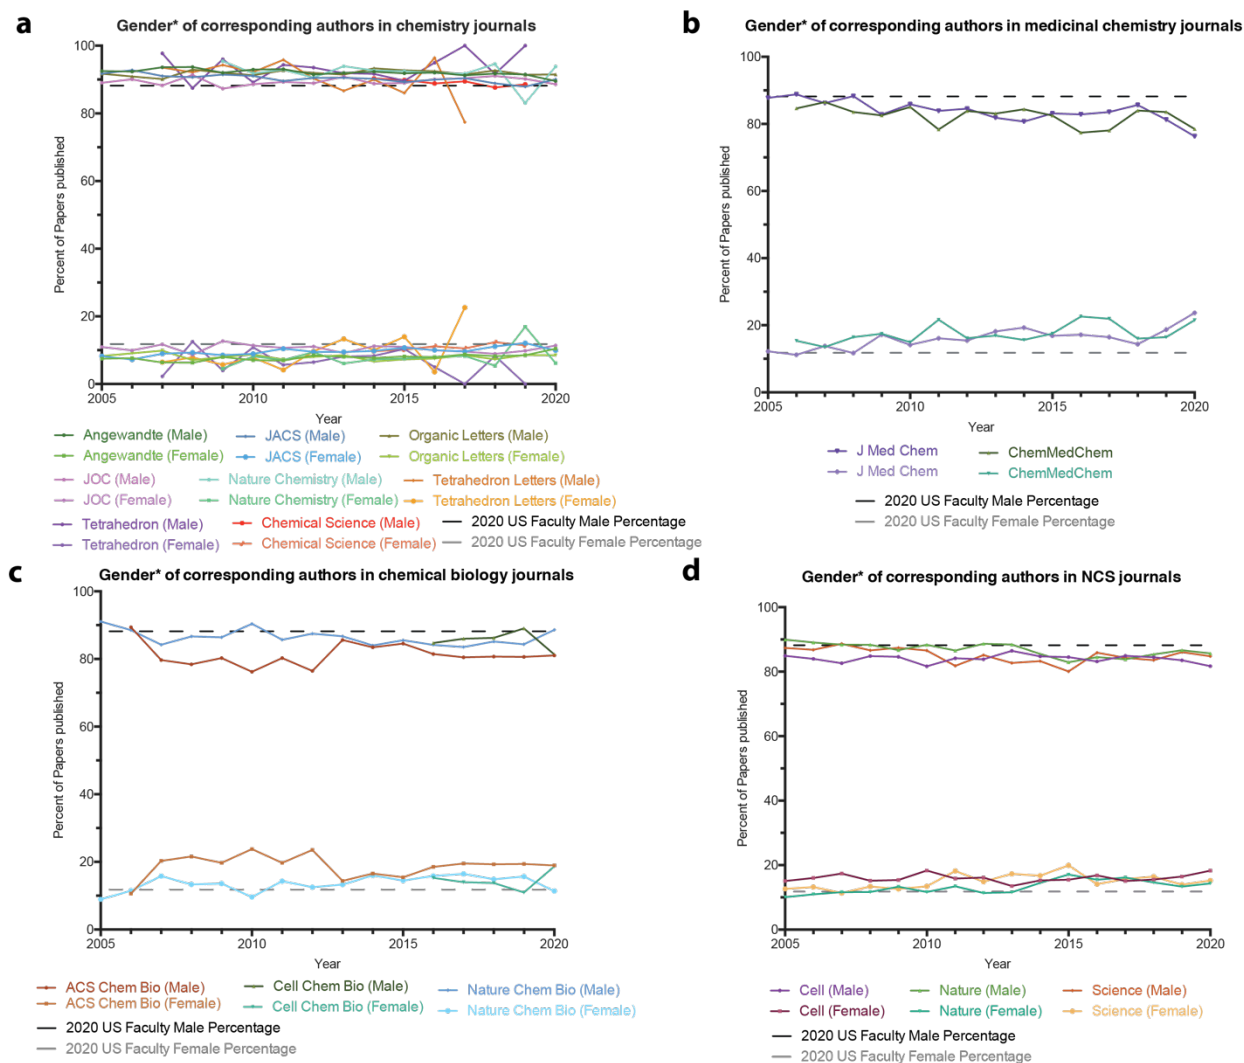 a
Gender* of corresponding authors in chemistry journals
Percent of Papers published
100
80
60
40
20
0
2005
2010
2015
2020
Year
Angewandte (Male)
JACS (Male)
Organic Letters (Male)
Angewandte (Female)
JACS (Female)
Organic Letters (Female)
JOC (Male)
Nature Chemistry (Male)
Tetrahedron Letters (Male)
JOC (Female)
Nature Chemistry (Female)
Tetrahedron Letters (Female)
Tetrahedron (Male)
Chemical Science (Male)
2020 US Faculty Male Percentage
Tetrahedron (Female)
Chemical Science (Female)
2020 US Faculty Female Percentage
b
Gender* of corresponding authors in medicinal chemistry journals
Percent of Papers published
100
80
60
40
20
0
2005
2010
2015
2020
Year
J Med Chem
ChemMedChem
J Med Chem
ChemMedChem
2020 US Faculty Male Percentage
2020 US Faculty Female Percentage
c
Gender* of corresponding authors in chemical biology journals
Percent of Papers published
100
80
60
40
20
0
2005
2010
2015
2020
Year
ACS Chem Bio (Male)
Cell Chem Bio (Male)
Nature Chem Bio (Male)
ACS Chem Bio (Female)
Cell Chem Bio (Female)
Nature Chem Bio (Female)
2020 US Faculty Male Percentage
2020 US Faculty Female Percentage
d
Gender* of corresponding authors in NCS journals
Percent of Papers published
100
80
60
40
20
0
2005
2010
2015
2020
Year
Cell (Male)
Nature (Male)
Science (Male)
Cell (Female)
Nature (Female)
Science (Female)
2020 US Faculty Male Percentage
2020 US Faculty Female Percentage